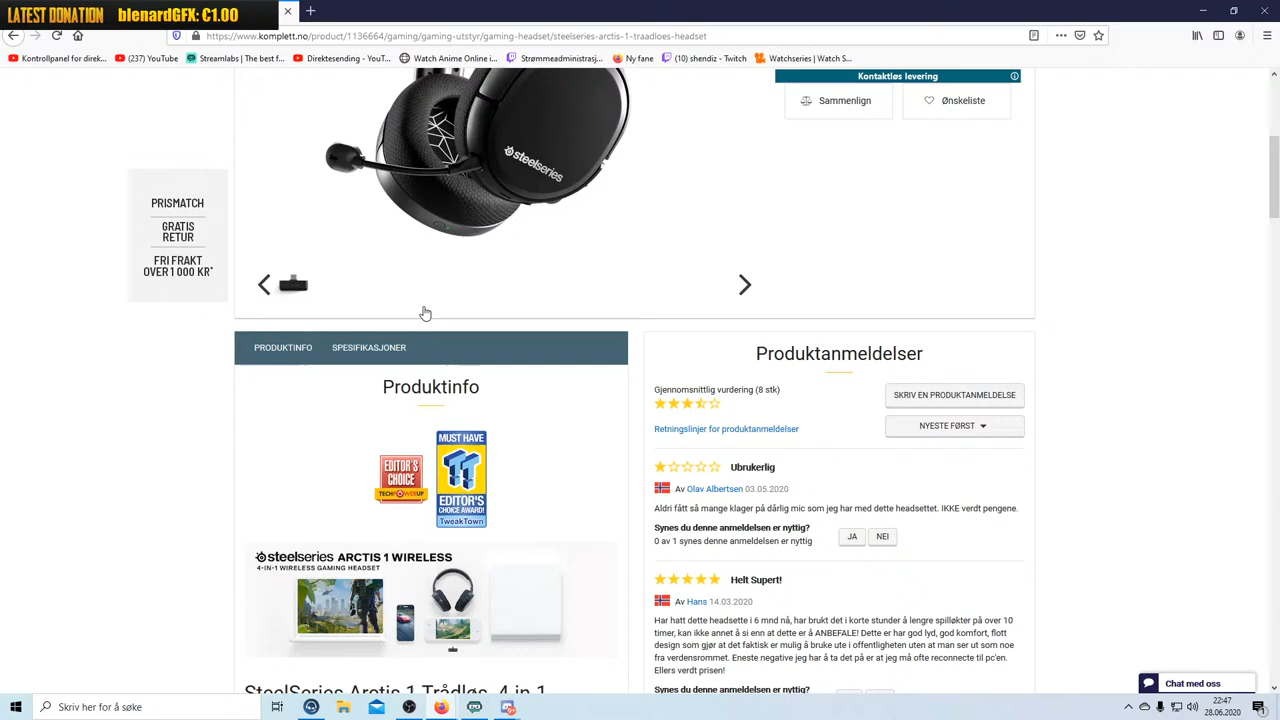 LATEST DONATION blenardGFX: €1.00
https://www.komplett.no/product/1136664/gaming/gaming-utstyr/gaming-headset/steelseries-arctis-1-traadloes-headset
Kontrollpanel for direk... (237) YouTube Streamlabs | The best f... Direktesending - YouT... Watch Anime Online i... Strømmeadministrasj... Ny fane (10) shendiz - Twitch Watchseries | Watch S...
Kontaktløs levering
Sammenlign Ønskeliste
steelseries
PRISMATCH
GRATIS
RETUR
FRI FRAKT
OVER 1 000 KR*
PRODUKTINFO SPESIFIKASJONER
Produktinfo
EDITOR'S
CHOICE
TECHPOWERUP
MUST HAVE
EDITOR'S
CHOICE AWARD!
TweakTown
steelseries ARCTIS 1 WIRELESS
4-IN-1 WIRELESS GAMING HEADSET
SteelSeries Arctis 1 Trådløs, 4 in 1
Produktanmeldelser
Gjennomsnittlig vurdering (8 stk)
SKRIV EN PRODUKTANMELDELSE
Retningslinjer for produktanmeldelser
NYESTE FØRST
Ubrukerlig
Av Olav Albertsen 03.05.2020
Aldri fått så mange klager på dårlig mic som jeg har med dette headsettet. IKKE verdt pengene.
Synes du denne anmeldelsen er nyttig?
0 av 1 synes denne anmeldelsen er nyttig
JA NEI
Helt Supert!
Av Hans 14.03.2020
Har hatt dette headsette i 6 mnd nå, har brukt det i korte stunder å lengre spilløkter på over 10
timer, kan ikke annet å si enn at dette er å ANBEFALE! Dette er har god lyd, god komfort, flott
design som gjør at det faktisk er mulig å bruke ute i offentligheten uten at man ser ut som noe
fra verdensrommet. Eneste negative jeg har å ta det på er at jeg må ofte reconnecte til pc'en.
Ellers verdt prisen!
Synes du denne anmeldelsen er nyttig?
Chat med oss
Skriv her for å søke
22:47
28.06.2020